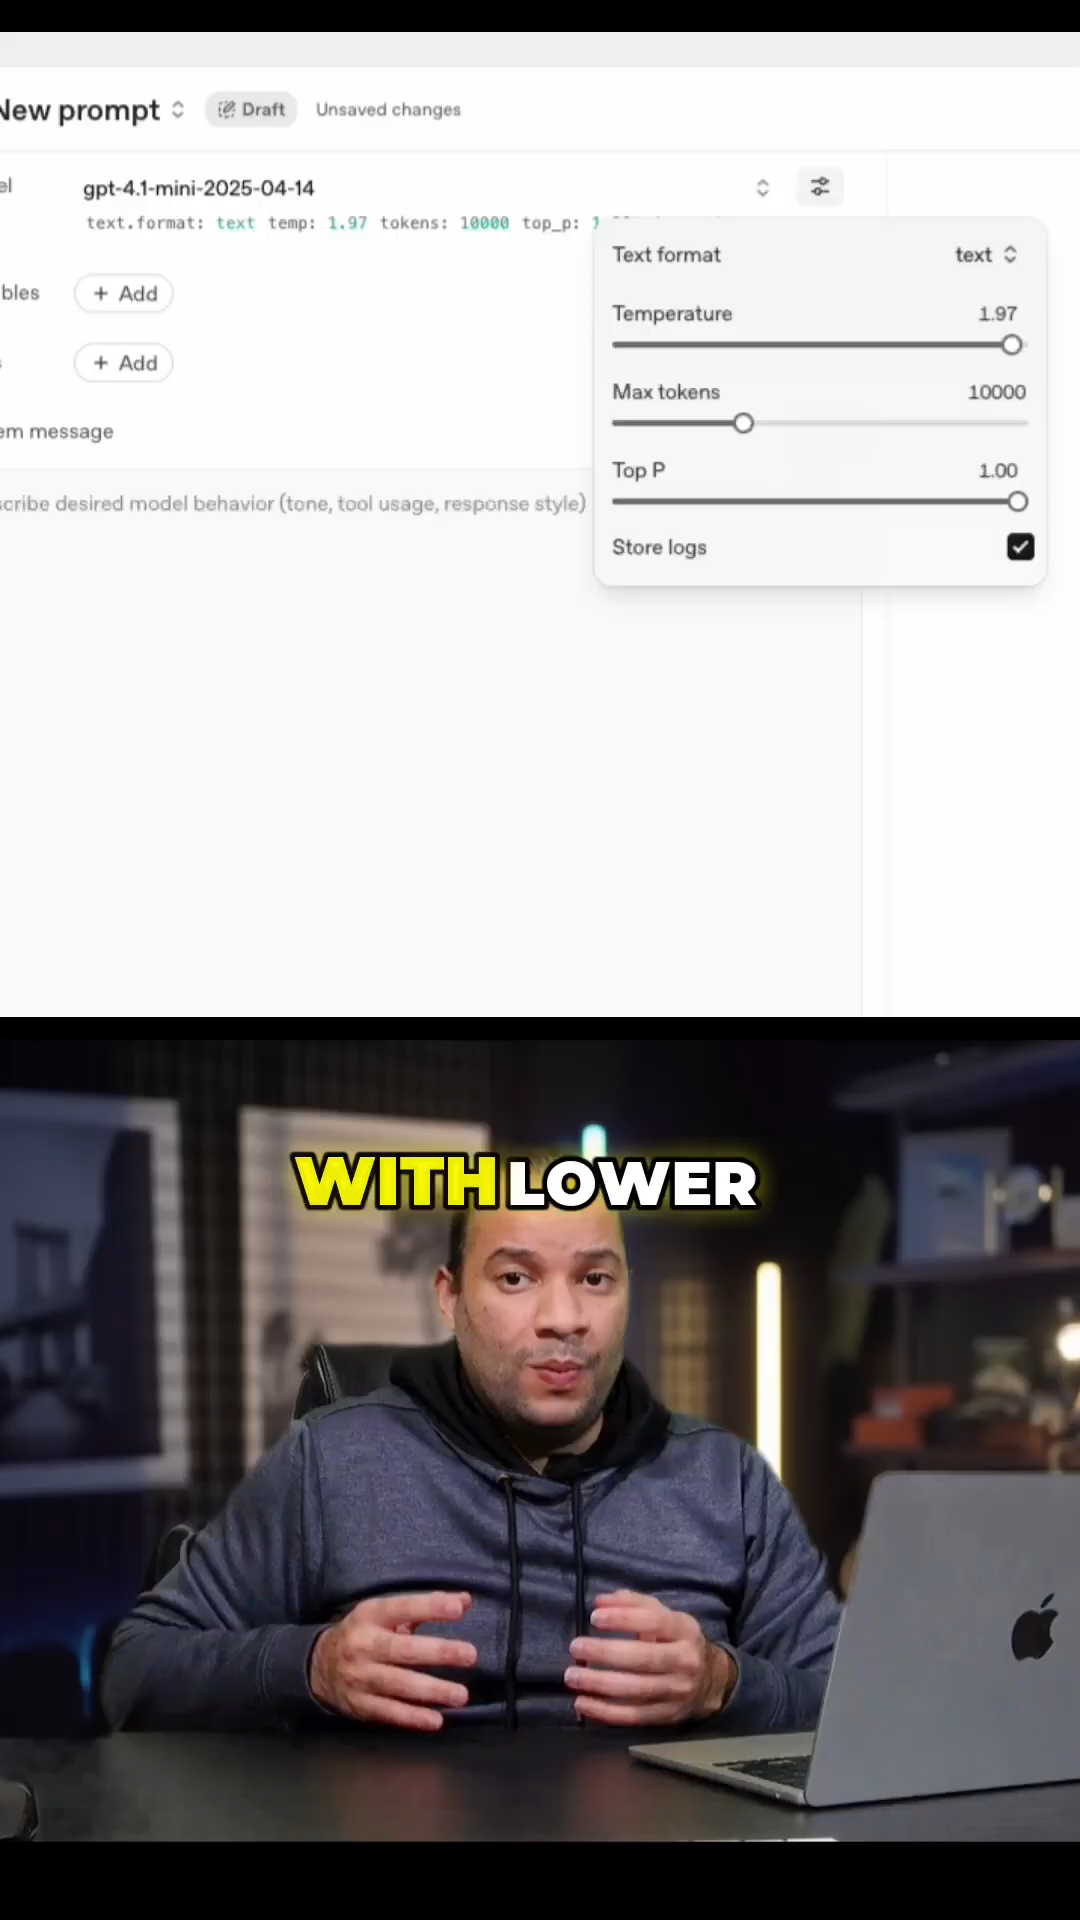 New prompt Draft Unsaved changes
el gpt-4.1-mini-2025-04-14
text.format: text temp: 1.97 tokens: 10000 top_p: 1
Text format text
bles + Add
Temperature 1.97
+ Add
Max tokens 10000
em message
Top P 1.00
cribe desired model behavior (tone, tool usage, response style)
Store logs
WITH LOWER